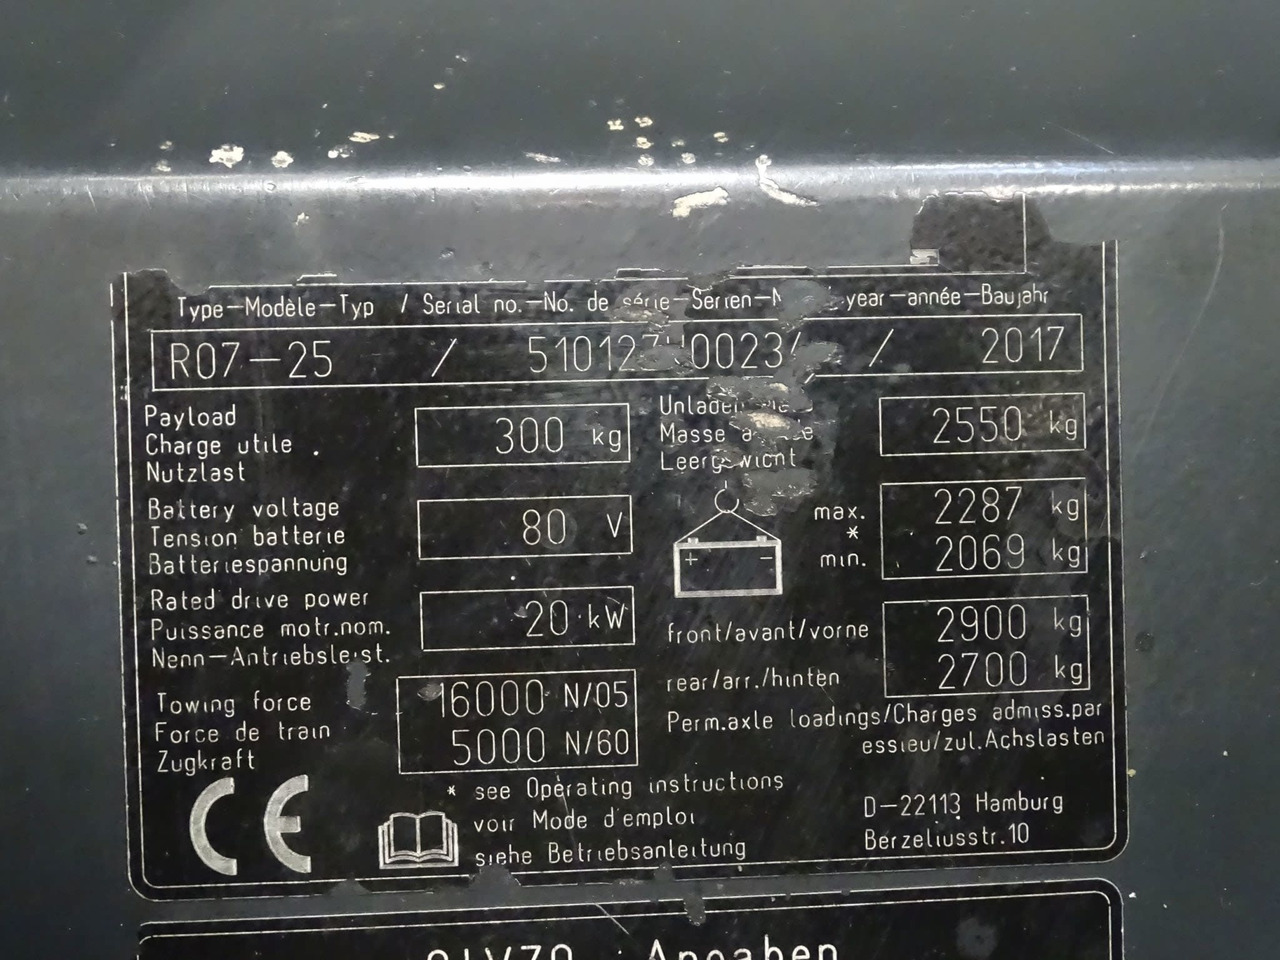 Type-Modèle-Typ / Serial no.-No. de série-Serien-N year-année-Baujahr
R07-25 / 2017
Payload
Charge utile
Nutzlast
300 kg
Battery voltage
Tension batterie
Batteriespannung
80 V
Rated drive power
Puissance motr.nom.
Nenn-Antriebsleist.
20 kW
Towing force
Force de train
Zugkraft
16000 N/05
5000 N/60
Masse
Leergewicht
2550 kg
max.
*
min.
2287 kg
2069 kg
+ -
front/avant/vorne
2900 kg
rear/arr./hinten
2700 kg
Perm.axle loadings/Charges admiss.par
essieu/zul.Achslasten
CE
* see Operating instructions
voir Mode d'emploi
siehe Betriebsanleitung
D-22113 Hamburg
Berzeliusstr.10
Angaben